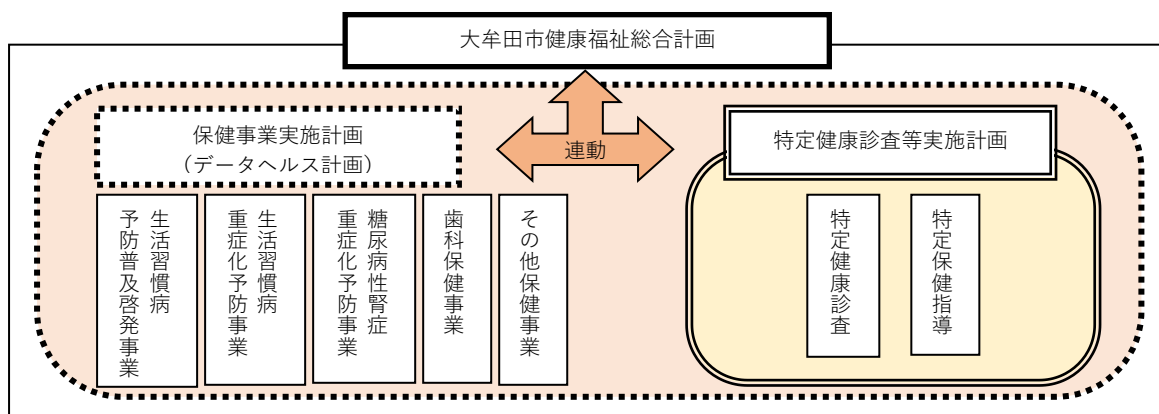 大牟田市健康福祉総合計画
保健事業実施計画
（データヘルス計画）
連動
特定健康診査等実施計画
生活習慣病
予防普及啓発事業
生活習慣病
重症化予防事業
糖尿病性腎症
重症化予防事業
歯科保健事業
その他保健事業
特定健康診査
特定保健指導